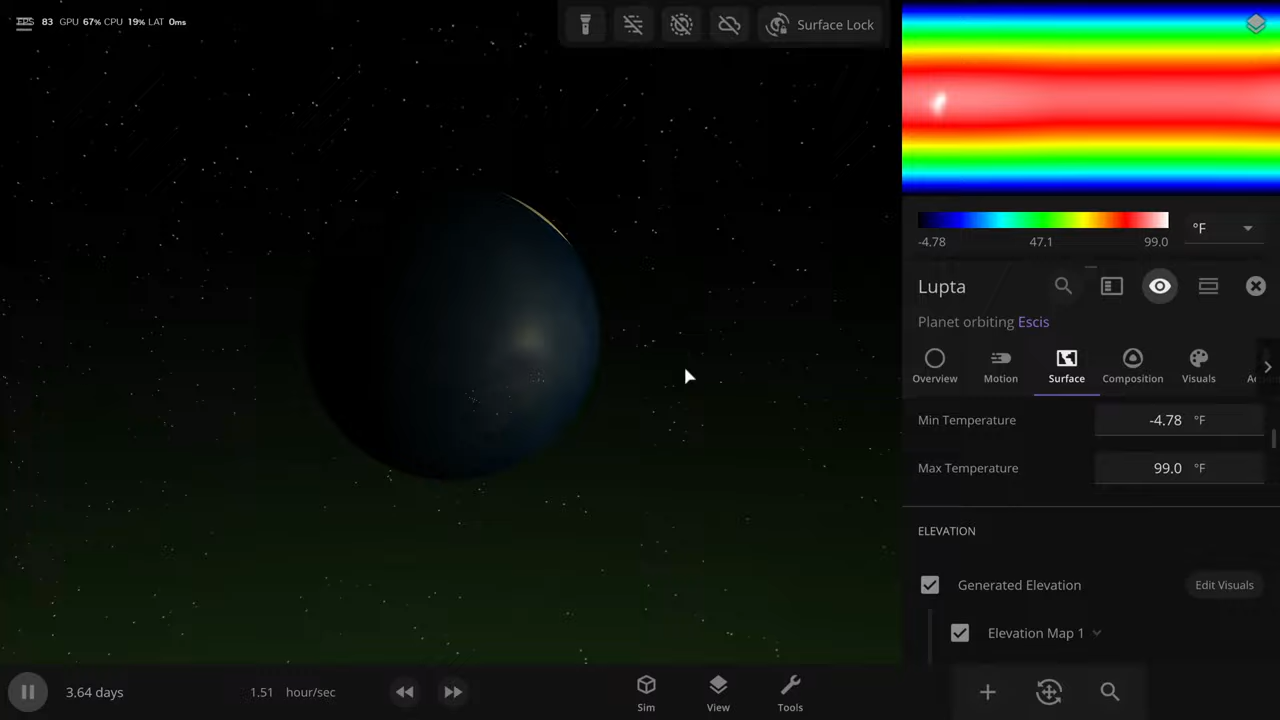 FPS 83 GPU 67% CPU 19% LAT 0ms
Surface Lock
-4.78 47.1 99.0 °F
Lupta
Planet orbiting Escis
Overview Motion Surface Composition Visuals
Min Temperature -4.78 °F
Max Temperature 99.0 °F
ELEVATION
Generated Elevation Edit Visuals
Elevation Map 1
3.64 days 1.51 hour/sec
Sim View Tools